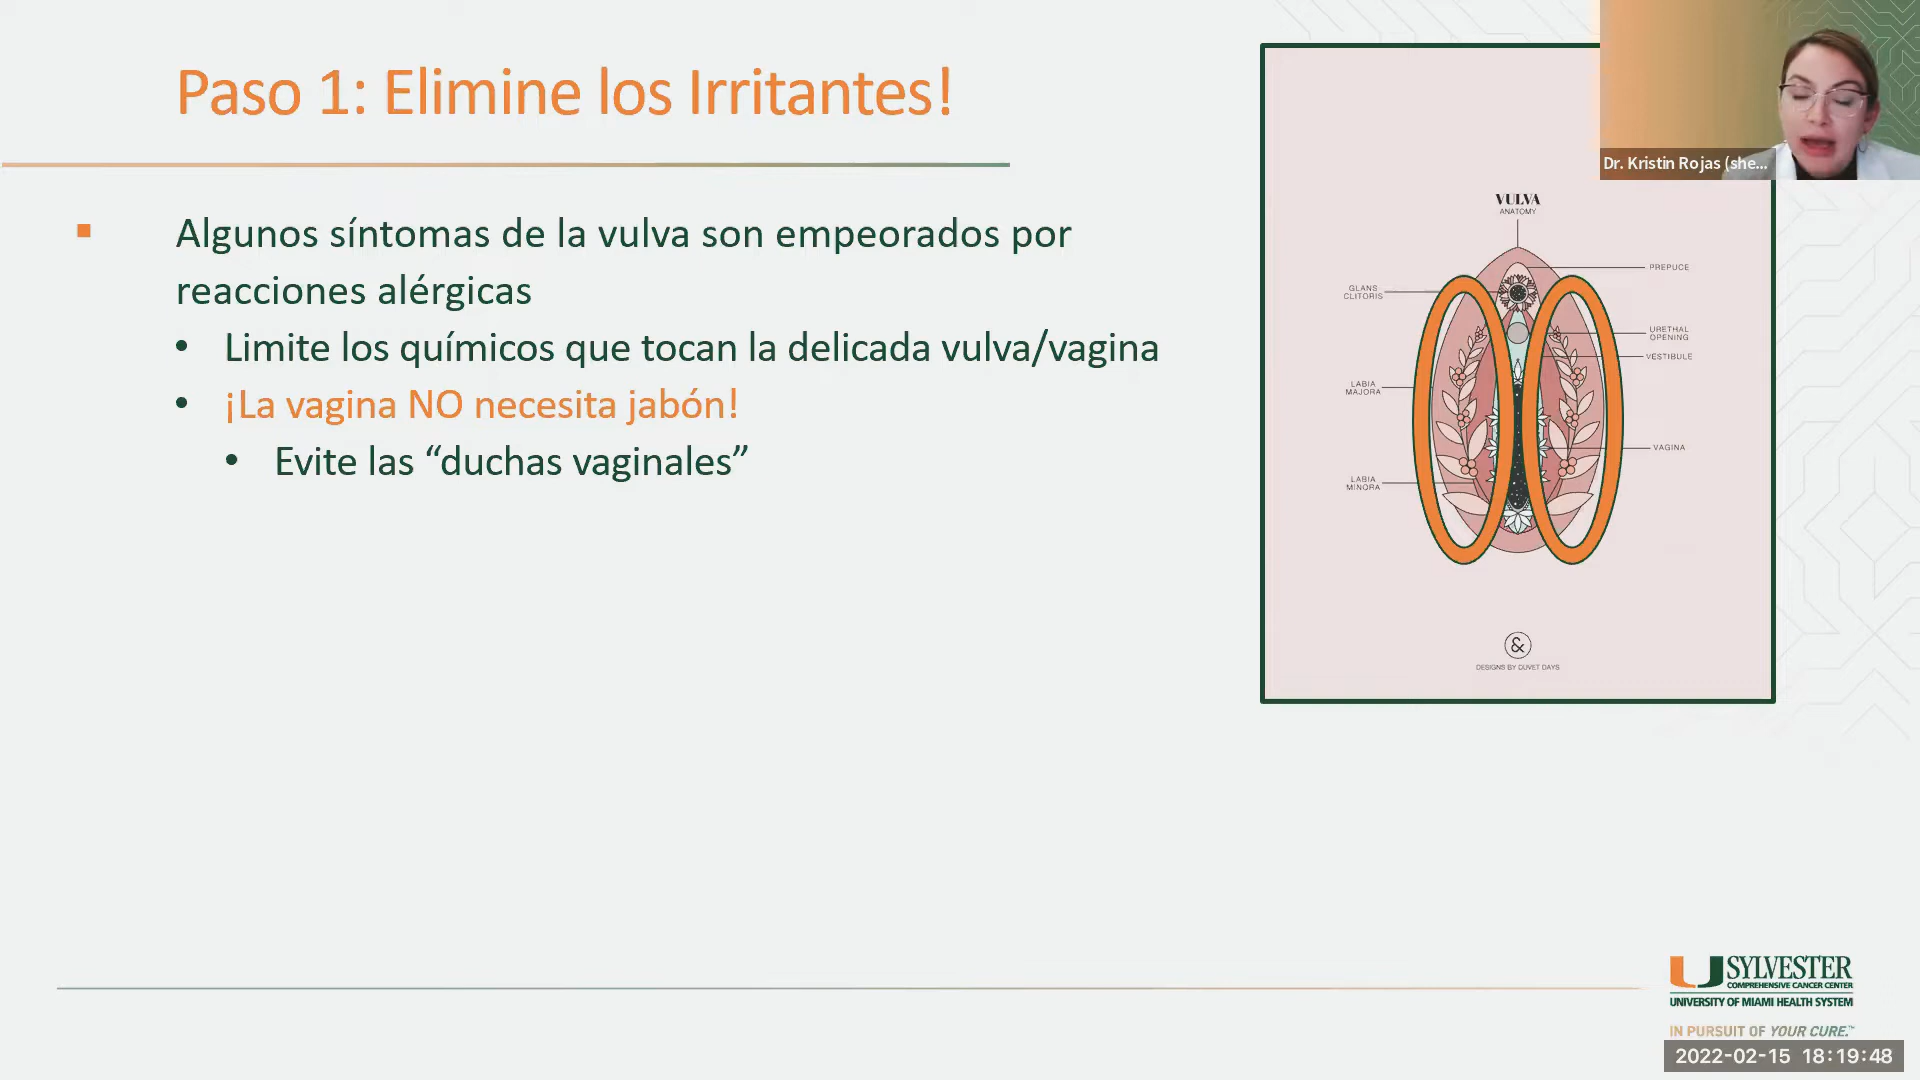 Paso 1: Elimine los Irritantes!
Algunos síntomas de la vulva son empeorados por
reacciones alérgicas
Limite los químicos que tocan la delicada vulva/vagina
¡La vagina NO necesita jabón!
Evite las “duchas vaginales”
Dr. Kristin Rojas (she...
VULVA
ANATOMY
PREPUCE
GLANS
CLITORIS
URETHAL
OPENING
VESTIBULE
LABIA
MAJORA
VAGINA
LABIA
MINORA
&
DESIGNS BY DUVET DAYS
SYLVESTER
COMPREHENSIVE CANCER CENTER
UNIVERSITY OF MIAMI HEALTH SYSTEM
IN PURSUIT OF YOUR CURE.™
2022-02-15 18:19:48